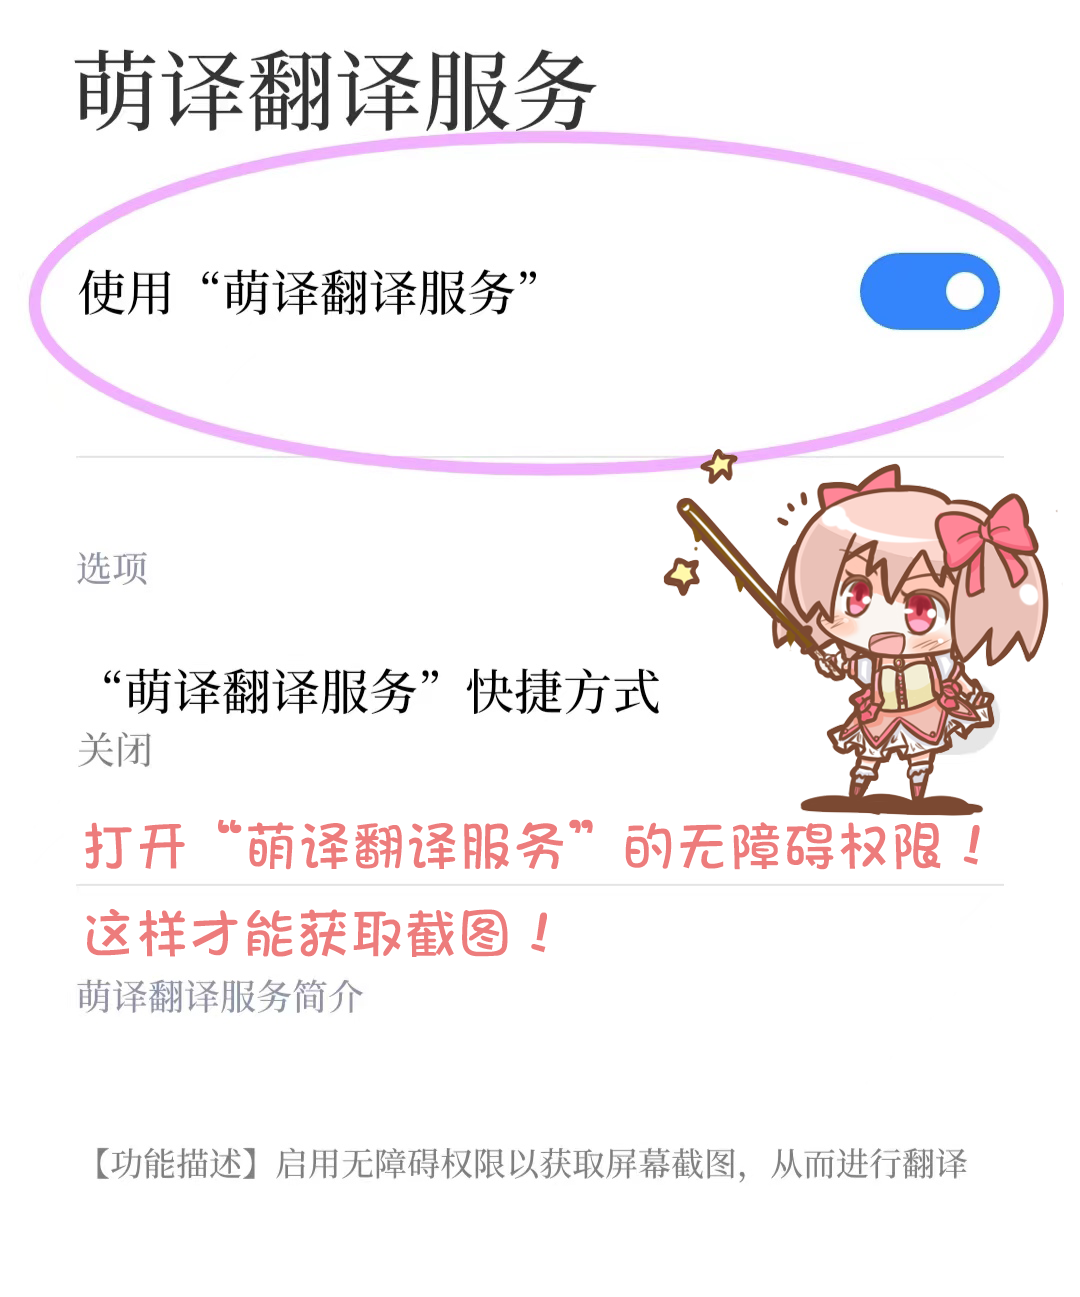 萌译翻译服务
使用“萌译翻译服务”
选项
“萌译翻译服务”快捷方式
关闭
打开“萌译翻译服务”的无障碍权限！
这样才能获取截图！
萌译翻译服务简介
【功能描述】启用无障碍权限以获取屏幕截图，从而进行翻译